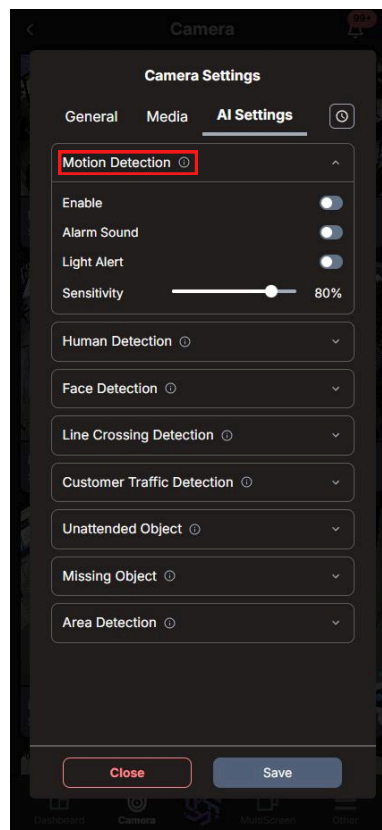 Camera
99+
Camera Settings
General Media AI Settings
Motion Detection
Enable
Alarm Sound
Light Alert
Sensitivity 80%
Human Detection
Face Detection
Line Crossing Detection
Customer Traffic Detection
Unattended Object
Missing Object
Area Detection
Close Save
Dashboard Camera MultiScreen Other